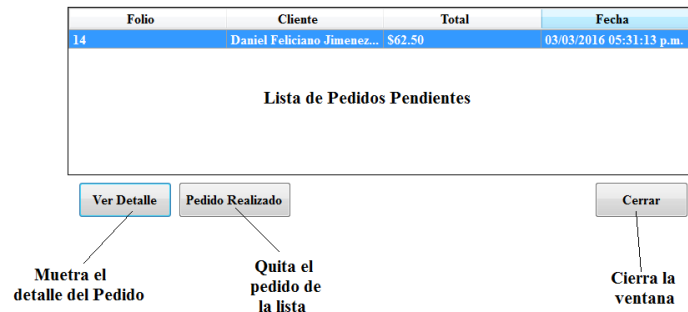 Folio Cliente Total Fecha
14 Daniel Feliciano Jimenez... $62.50 03/03/2016 05:31:13 p.m.
Lista de Pedidos Pendientes
Ver Detalle Pedido Realizado Cerrar
Muetra el
detalle del Pedido
Quita el
pedido de
la lista
Cierra la
ventana